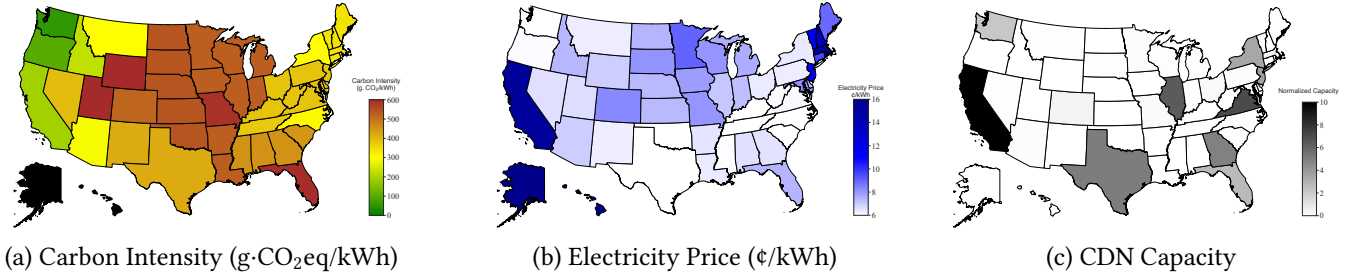 Carbon Intensity
(g. CO₂/kWh)
600
500
400
300
200
100
0
Electricity Price
¢/kWh
16
14
12
10
8
6
Normalized Capacity
10
8
6
4
2
0
(a) Carbon Intensity (g·CO₂eq/kWh)
(b) Electricity Price (¢/kWh)
(c) CDN Capacity